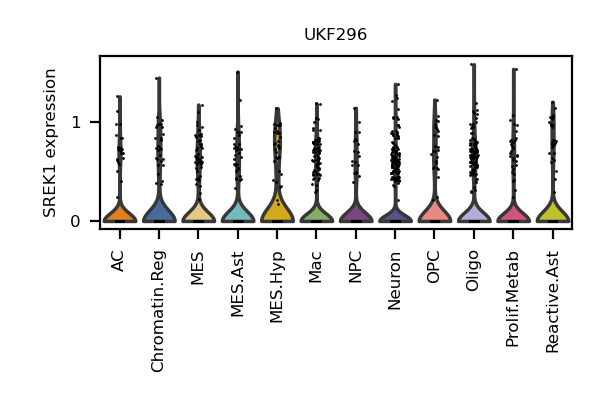 UKF296
SREK1 expression
1
0
AC
Chromatin.Reg
MES
MES.Ast
MES.Hyp
Mac
NPC
Neuron
OPC
Oligo
Prolif.Metab
Reactive.Ast